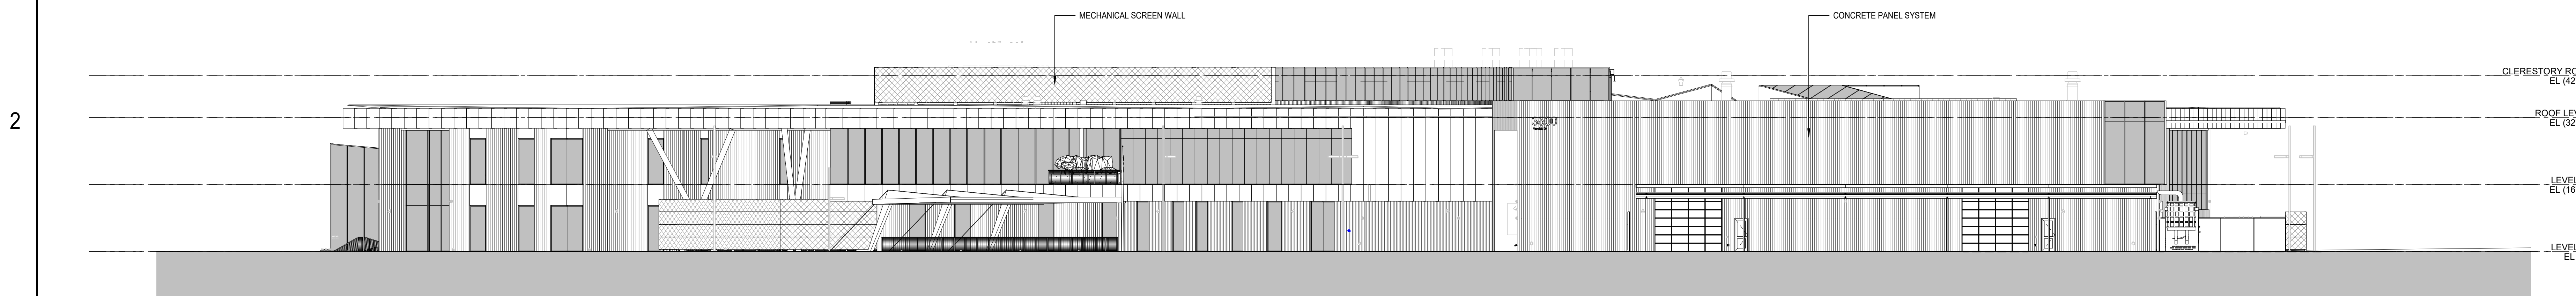 MECHANICAL SCREEN WALL
CONCRETE PANEL SYSTEM
CLERESTORY RO
EL (42
2
3500
ROOF LEV
EL (32
LEVEL
EL (16
LEVEL
EL